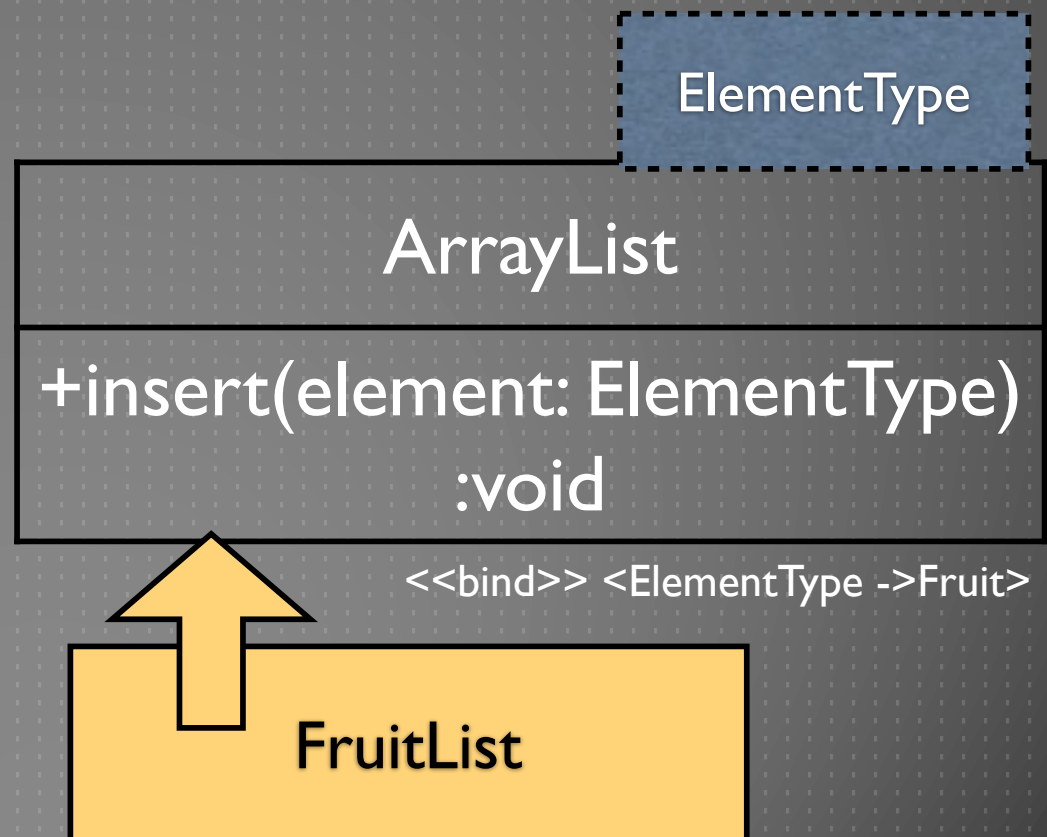 ElementType
ArrayList
+insert(element: ElementType)
:void
<<bind>> <ElementType ->Fruit>
FruitList